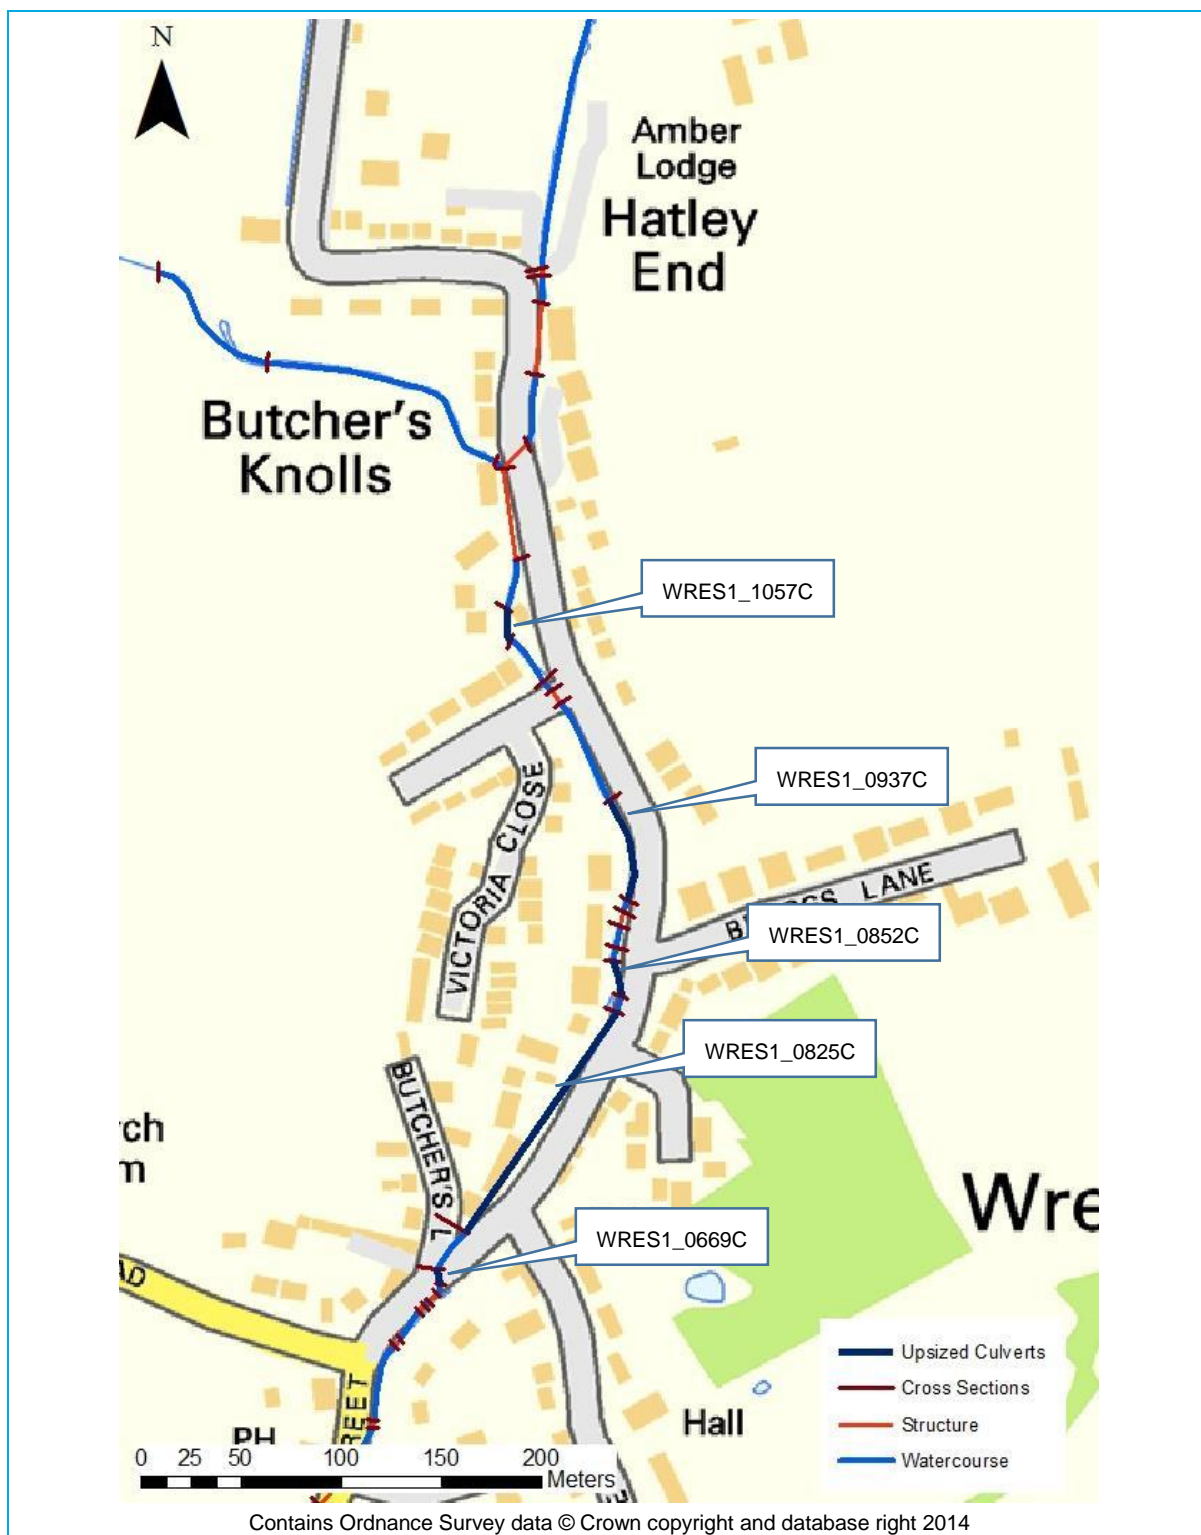 N
Amber
Lodge
Hatley
End
Butcher's
Knolls
WRES1_1057C
WRES1_0937C
VICTORIA CLOSE
LANE
WRES1_0852C
WRES1_0825C
BUTCHER'S L
rch
m
Wre
WRES1_0669C
AD
REET
PH
Hall
Upsized Culverts
Cross Sections
Structure
Watercourse
0 25 50 100 150 200
Meters
Contains Ordnance Survey data © Crown copyright and database right 2014